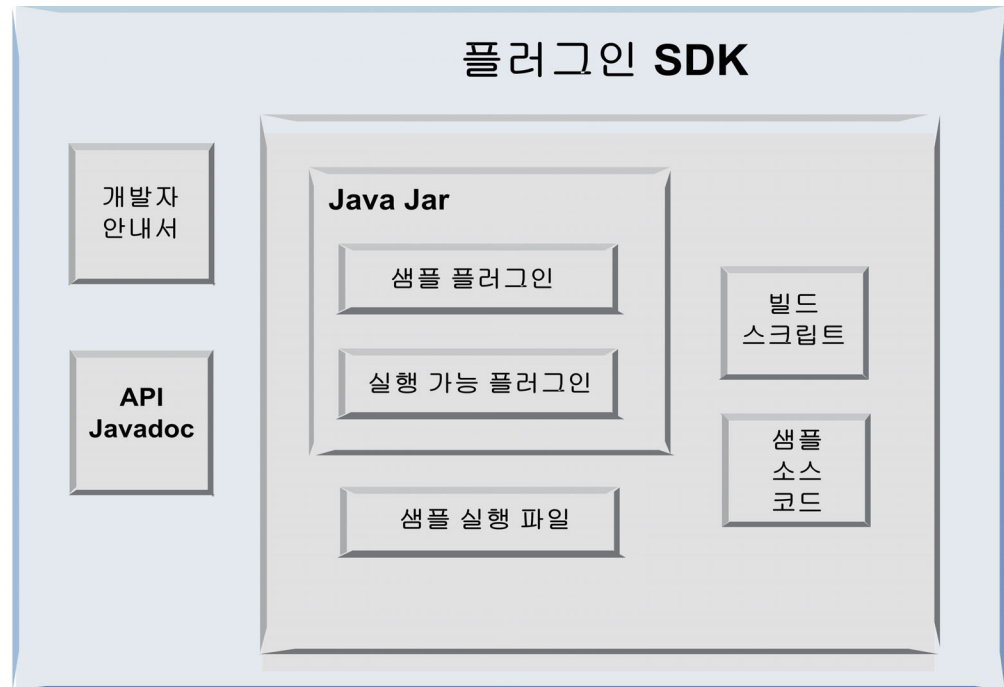 플러그인 SDK
개발자
안내서
API
Javadoc
Java Jar
샘플 플러그인
실행 가능 플러그인
샘플 실행 파일
빌드
스크립트
샘플
소스
코드